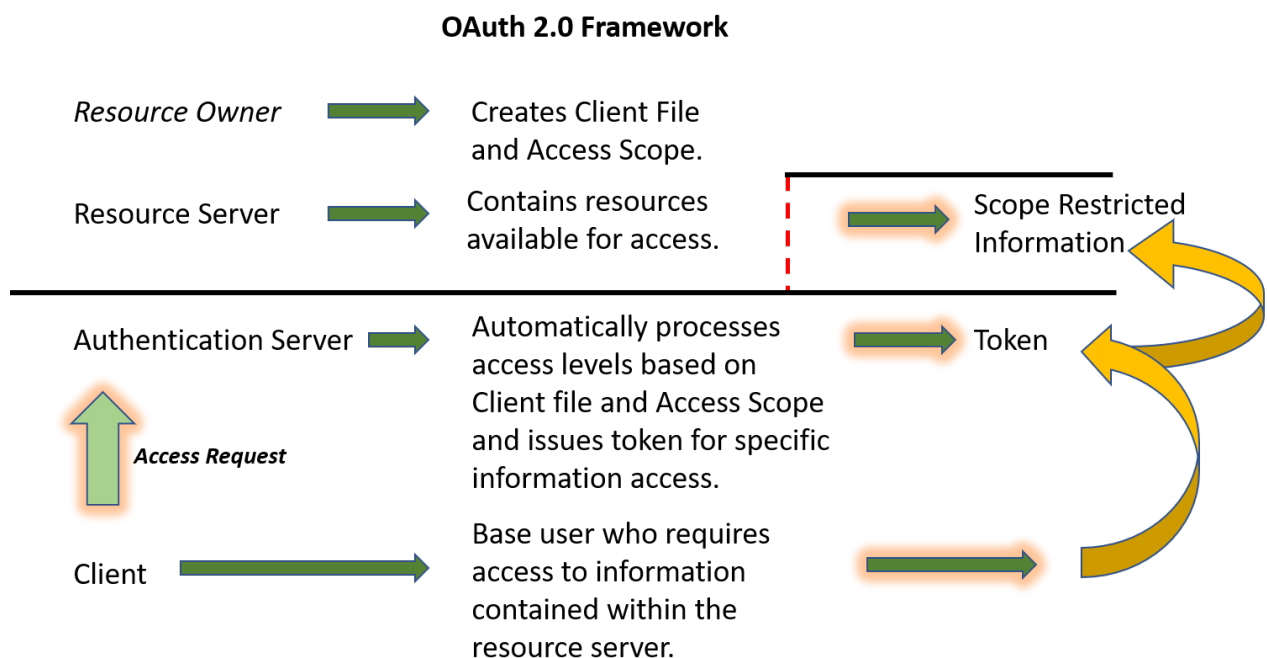 OAuth 2.0 Framework
Resource Owner
Creates Client File
and Access Scope.
Resource Server
Contains resources
available for access.
Scope Restricted
Information
Authentication Server
Automatically processes
access levels based on
Client file and Access Scope
and issues token for specific
information access.
Token
Access Request
Client
Base user who requires
access to information
contained within the
resource server.